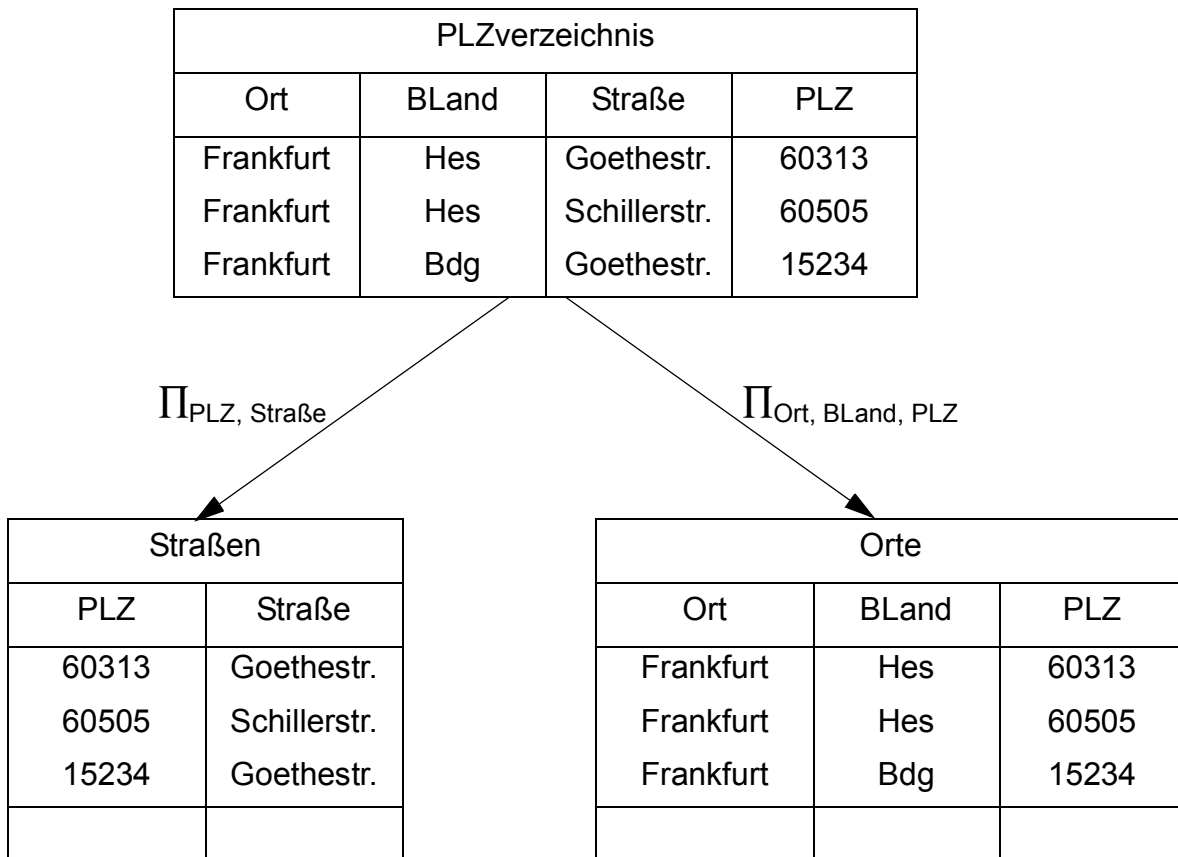 PLZverzeichnis
Ort BLand Straße PLZ
Frankfurt Hes Goethestr. 60313
Frankfurt Hes Schillerstr. 60505
Frankfurt Bdg Goethestr. 15234
Π PLZ, Straße
Π Ort, BLand, PLZ
Straßen
PLZ Straße
60313 Goethestr.
60505 Schillerstr.
15234 Goethestr.
Orte
Ort BLand PLZ
Frankfurt Hes 60313
Frankfurt Hes 60505
Frankfurt Bdg 15234